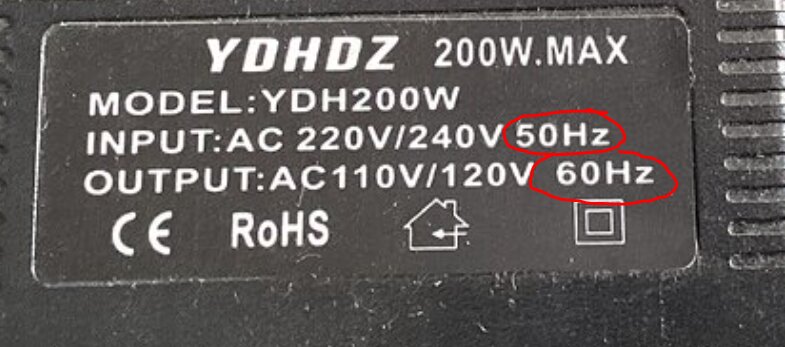 YDHDZ 200W.MAX
MODEL:YDH200W
INPUT:AC 220V/240V 50Hz
OUTPUT:AC110V/120V 60Hz
CE RoHS